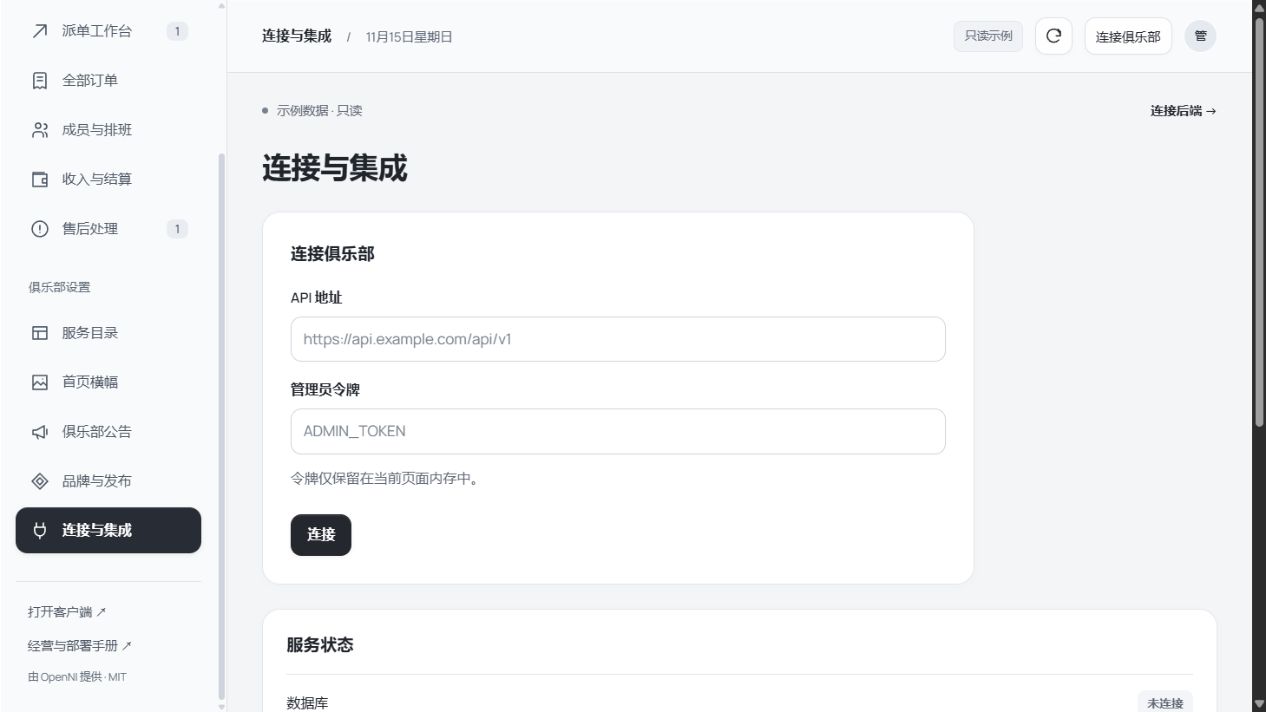 派单工作台 1
全部订单
成员与排班
收入与结算
售后处理 1
俱乐部设置
服务目录
首页横幅
俱乐部公告
品牌与发布
连接与集成
打开客户端 ↗
经营与部署手册 ↗
由 OpenNI 提供 · MIT
连接与集成 / 11月15日星期日
只读示例
连接俱乐部
管
示例数据 · 只读
连接后端 →
连接与集成
连接俱乐部
API 地址
https://api.example.com/api/v1
管理员令牌
ADMIN_TOKEN
令牌仅保留在当前页面内存中。
连接
服务状态
数据库 未连接